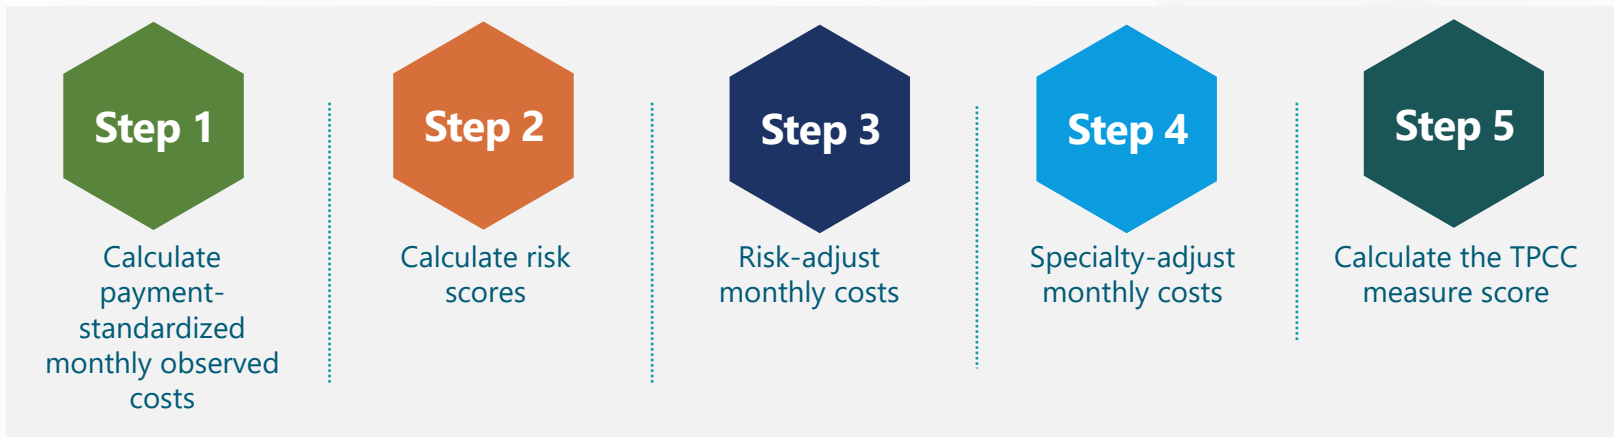 Step 1
Calculate
payment-
standardized
monthly observed
costs
Step 2
Calculate risk
scores
Step 3
Risk-adjust
monthly costs
Step 4
Specialty-adjust
monthly costs
Step 5
Calculate the TPCC
measure score